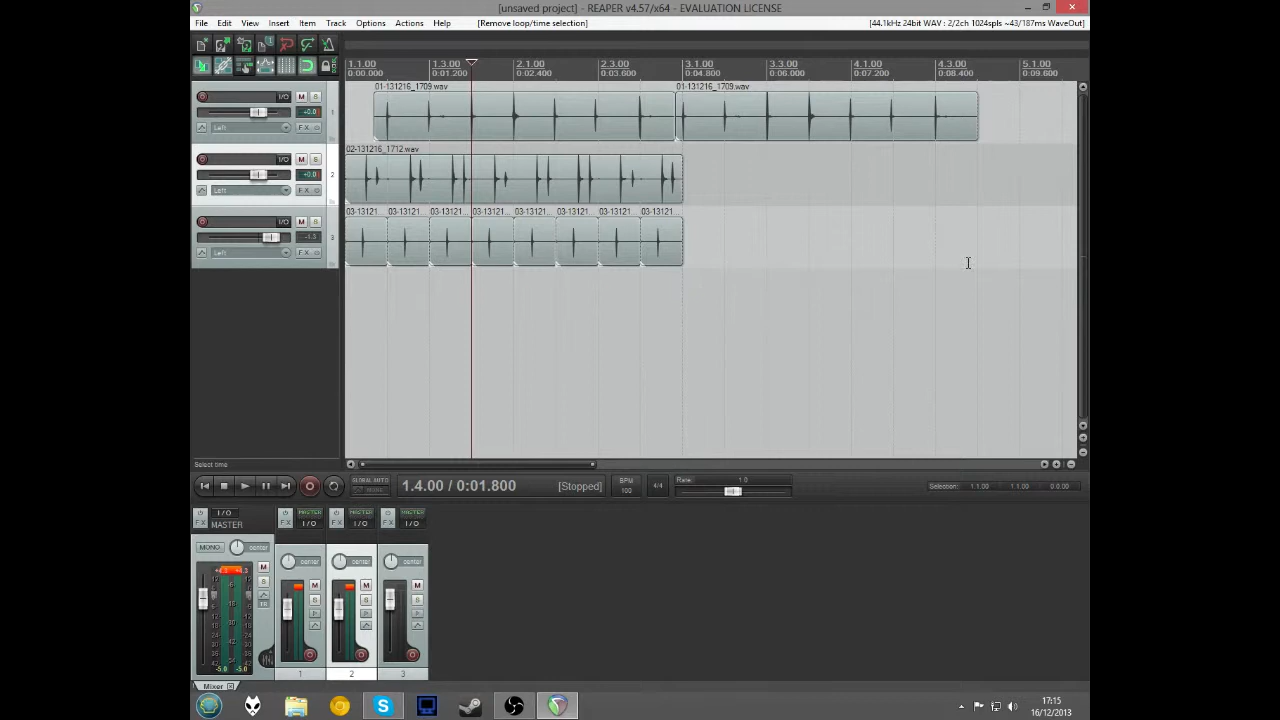 [unsaved project] - REAPER v4.57/x64 - EVALUATION LICENSE
File Edit View Insert Item Track Options Actions Help [Remove loop/time selection] [44.1kHz 24bit WAV : 2/2ch 1024spls ~43/187ms WaveOut]
1.1.00 1.3.00 2.1.00 2.3.00 3.1.00 3.3.00 4.1.00 4.3.00 5.1.00
0:00.000 0:01.200 0:02.400 0:03.600 0:04.800 0:06.000 0:07.200 0:08.400 0:09.600
01-131216_1709.wav 01-131216_1709.wav
I/O M S
+0.0 1
Left FX
02-131216_1712.wav
I/O M S
+0.0 2
Left FX
03-13121... 03-13121... 03-13121... 03-13121... 03-13121... 03-13121... 03-13121... 03-13121...
I/O M S
-1.3 3
Left FX
Select time
GLOBAL AUTO
1.4.00 / 0:01.800 [Stopped]
BPM
100
4/4
Rate: 1.0
Selection: 1.1.00 1.1.00 0.0.00
FX I/O MASTER
FX MASTER I/O
FX MASTER I/O
FX MASTER I/O
MONO center M S
center M S
center M S
center M S
-5.0 -5.0
1 2 3
Mixer
17:15
16/12/2013